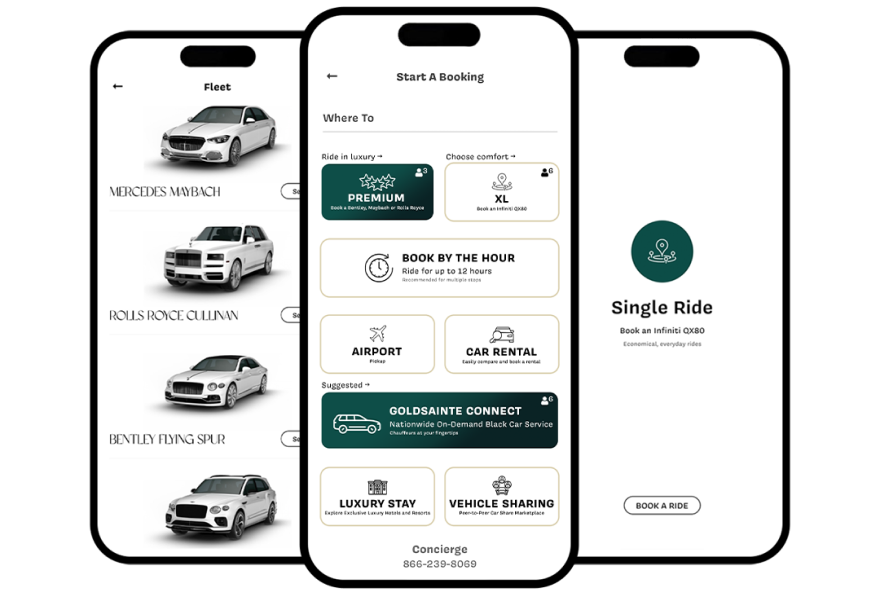 Fleet
MERCEDES MAYBACH
ROLLS ROYCE CULLINAN
BENTLEY FLYING SPUR
Start A Booking
Where To
Ride in luxury
Choose comfort
3
PREMIUM
Book a Bentley, Maybach or Rolls Royce
6
XL
Book an Infiniti QX80
BOOK BY THE HOUR
Ride for up to 12 hours
Recommended for multiple stops
AIRPORT
Pickup
CAR RENTAL
Easily compare and book a rental
Suggested
6
GOLDSAINTE CONNECT
Nationwide On-Demand Black Car Service
Chauffeurs at your fingertips
LUXURY STAY
Explore Exclusive Luxury Hotels and Resorts
VEHICLE SHARING
Peer-to-Peer Car Share Marketplace
Concierge
866-239-8069
Single Ride
Book an Infiniti QX80
Economical, everyday rides
BOOK A RIDE